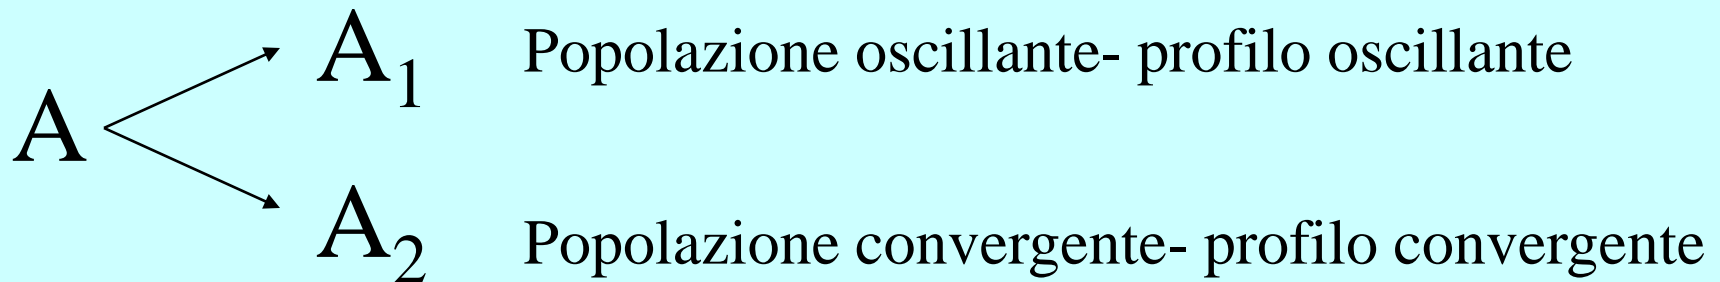 A₁ Popolazione oscillante- profilo oscillante
A
A₂ Popolazione convergente- profilo convergente